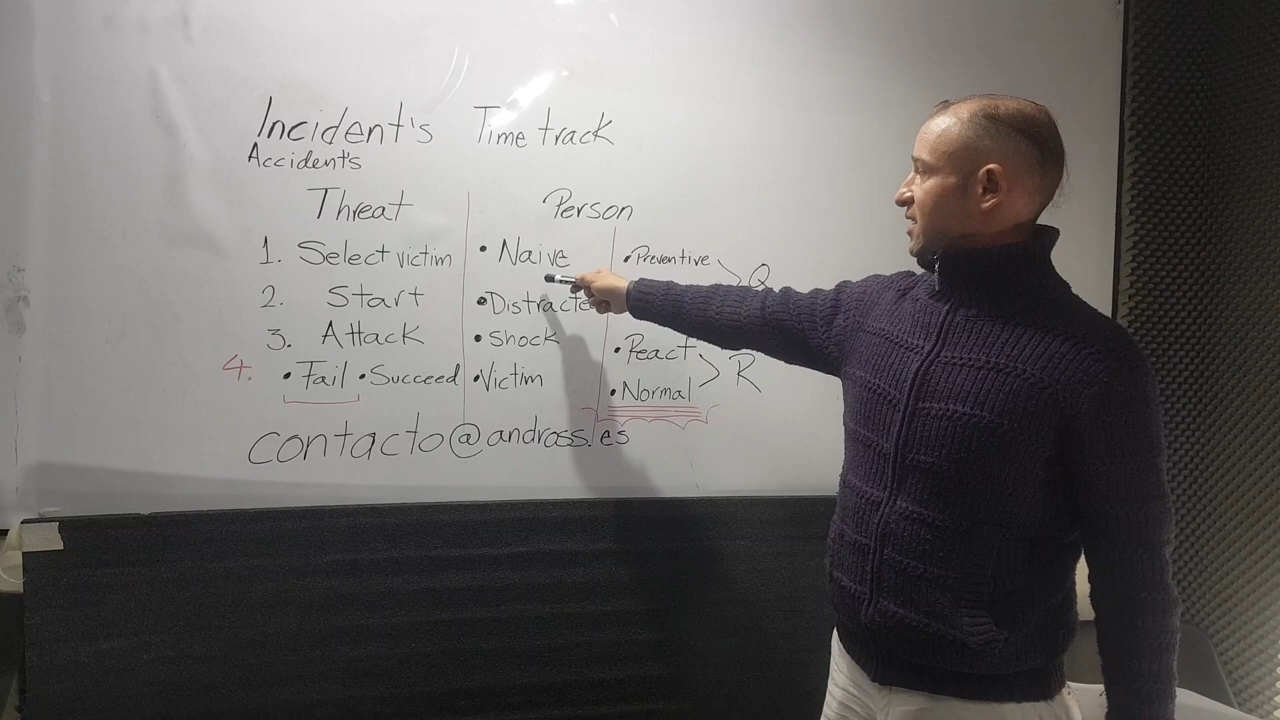 Incident's Time track
Accident's
Threat Person
1. Select victim • Naive • Preventive > Q
2. Start • Distracte
3. Attack • Shock • React > R
4. • Fail • Succeed • Victim • Normal
contacto@andross.es